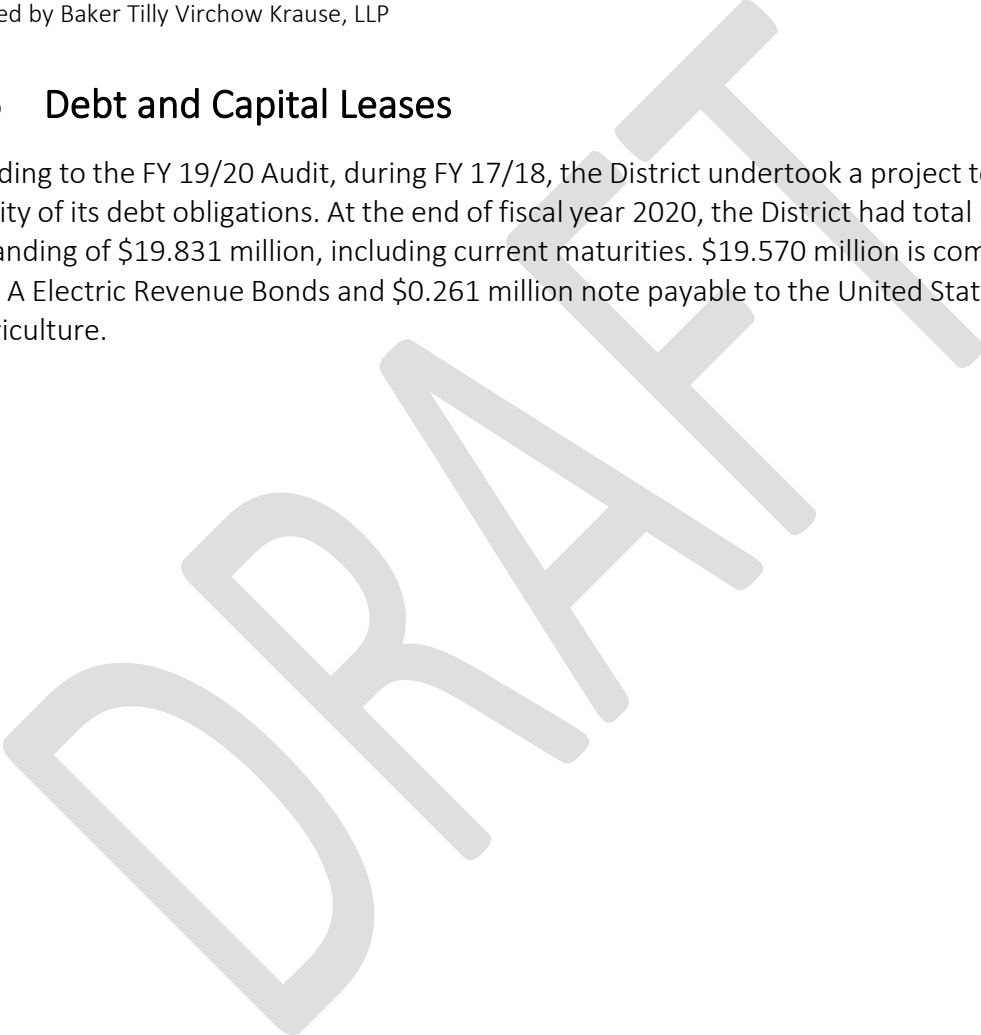 ed by Baker Tilly Virchow Krause, LLP
Debt and Capital Leases
ding to the FY 19/20 Audit, during FY 17/18, the District undertook a project t
ity of its debt obligations. At the end of fiscal year 2020, the District had total
anding of $19.831 million, including current maturities. $19.570 million is com
A Electric Revenue Bonds and $0.261 million note payable to the United Stat
iculture.
DRAFT